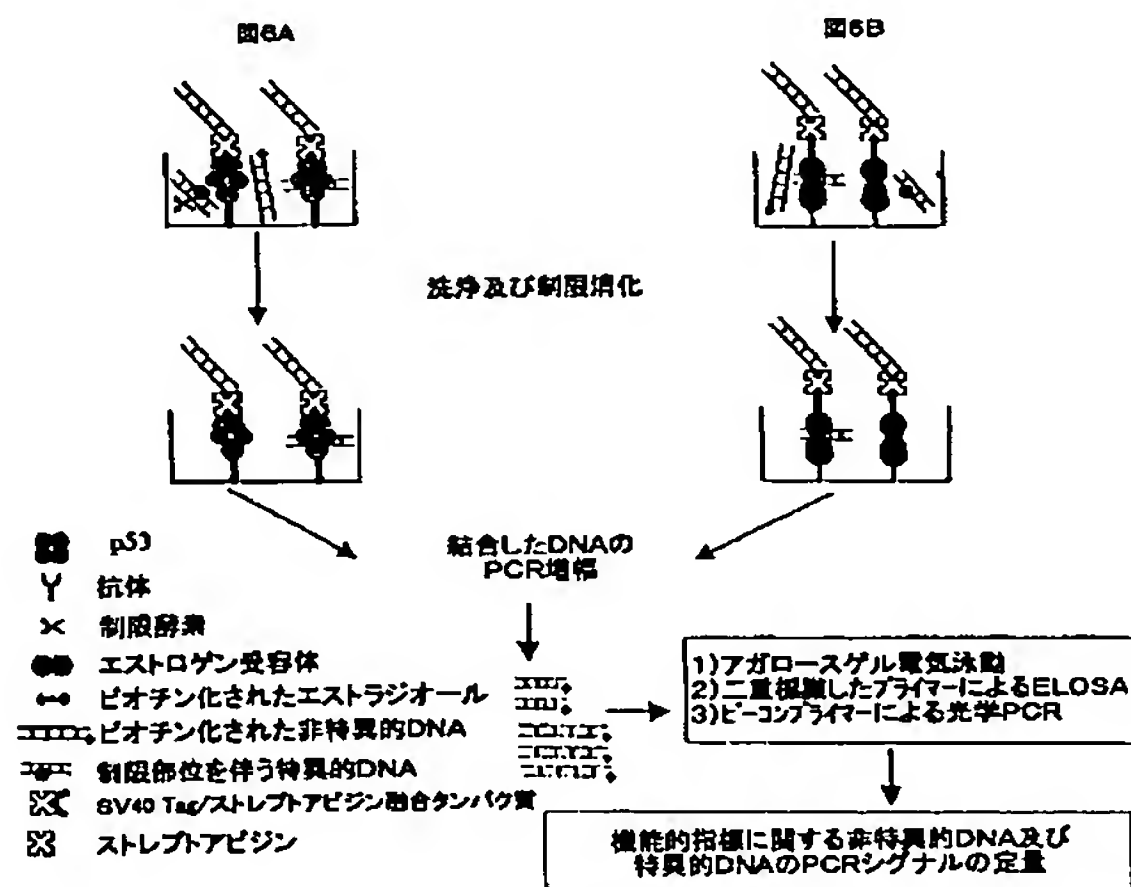 図6A
図6B
洗浄及び制限消化
結合したDNAの
PCR増幅
p53
抗体
制限酵素
エストロゲン受容体
ビオチン化されたエストラジオール
ビオチン化された非特異的DNA
制限部位を伴う特異的DNA
SV40 Tag/ストレプトアビジン融合タンパク質
ストレプトアビジン
1)アガロースゲル電気泳動
2)二重標識したプライマーによるELOSA
3)ビーコンプライマーによる光学PCR
機能的指標に関する非特異的DNA及び
特異的DNAのPCRシグナルの定量